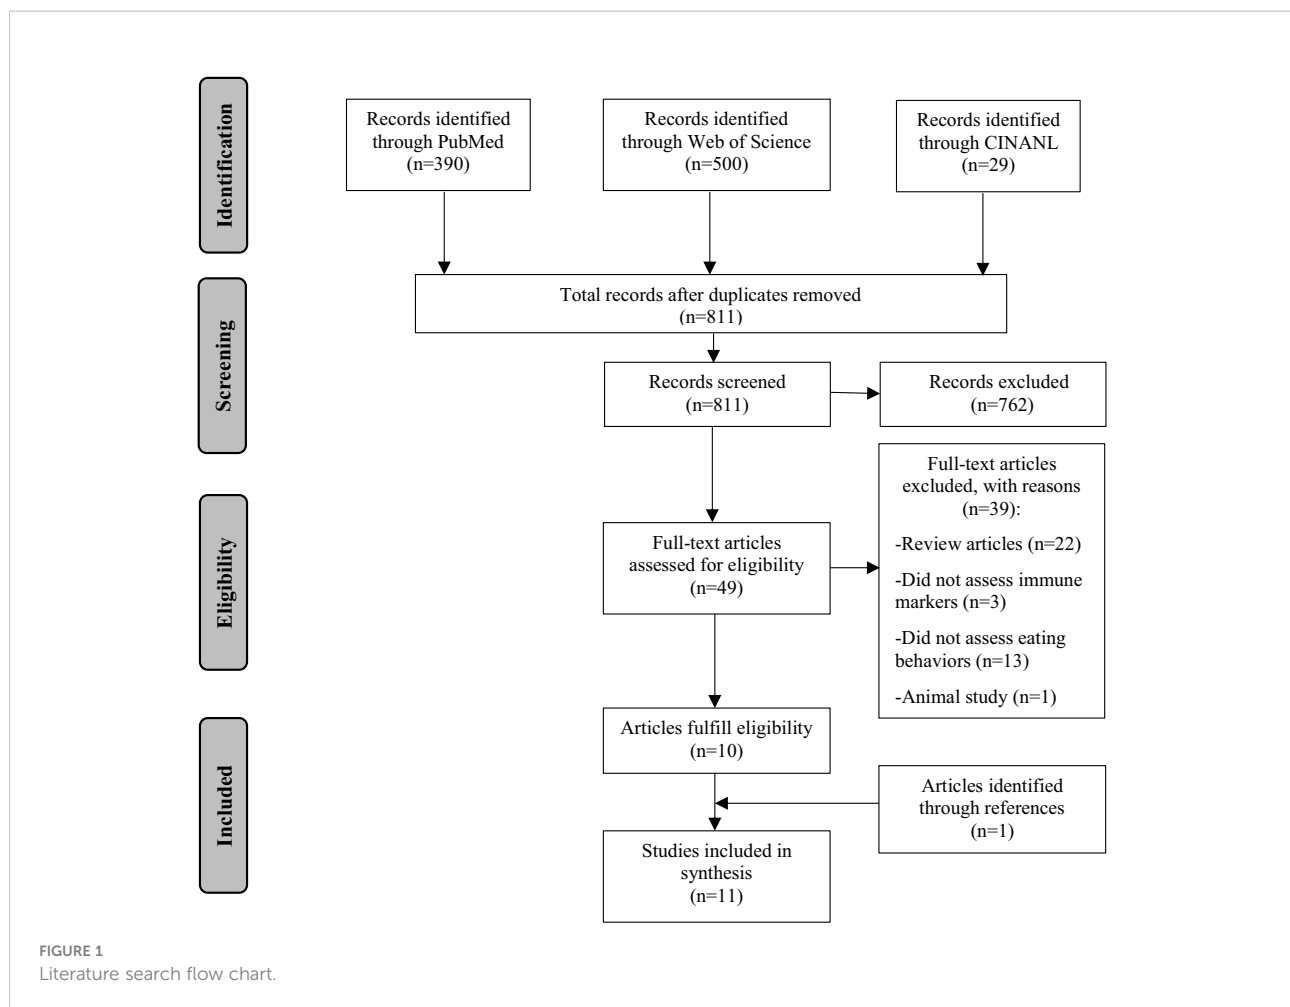 Identification
Records identified
through PubMed
(n=390)
Records identified
through Web of Science
(n=500)
Records identified
through CINANL
(n=29)
Total records after duplicates removed
(n=811)
Screening
Records screened
(n=811)
Records excluded
(n=762)
Eligibility
Full-text articles
assessed for eligibility
(n=49)
Full-text articles
excluded, with reasons
(n=39):
-Review articles (n=22)
-Did not assess immune
markers (n=3)
-Did not assess eating
behaviors (n=13)
-Animal study (n=1)
Included
Articles fulfill eligibility
(n=10)
Articles identified
through references
(n=1)
Studies included in
synthesis
(n=11)
FIGURE 1
Literature search flow chart.